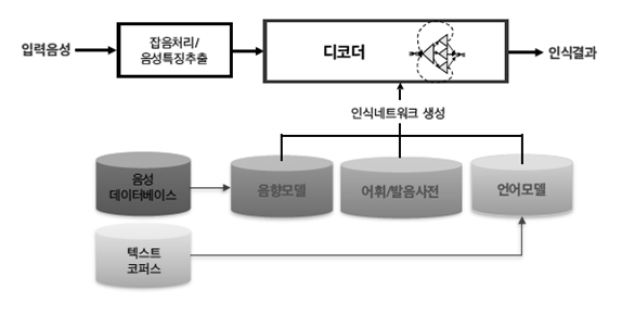 입력음성
잡음처리/
음성특징추출
디코더
인식결과
인식네트워크 생성
음성
데이터베이스
음향모델
어휘/발음사전
언어모델
텍스트
코퍼스